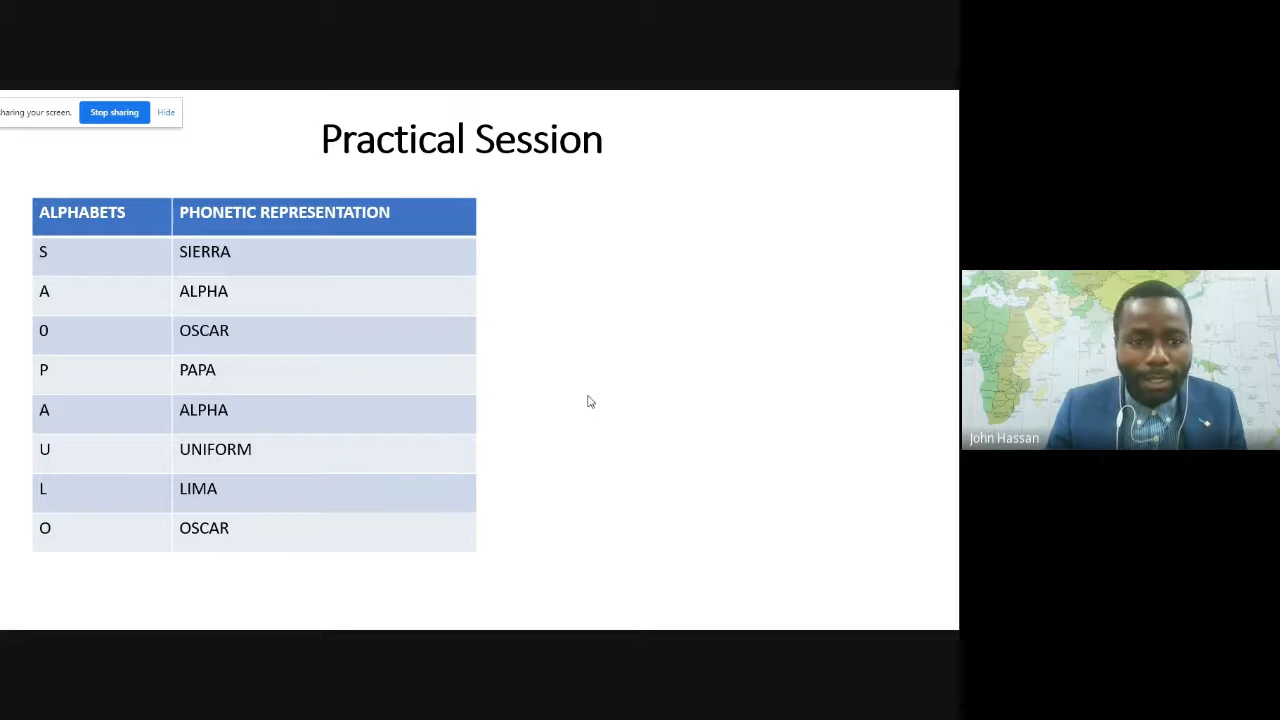 haring your screen. Stop sharing Hide
Practical Session
ALPHABETS PHONETIC REPRESENTATION
S SIERRA
A ALPHA
0 OSCAR
P PAPA
A ALPHA
U UNIFORM
L LIMA
O OSCAR
John Hassan